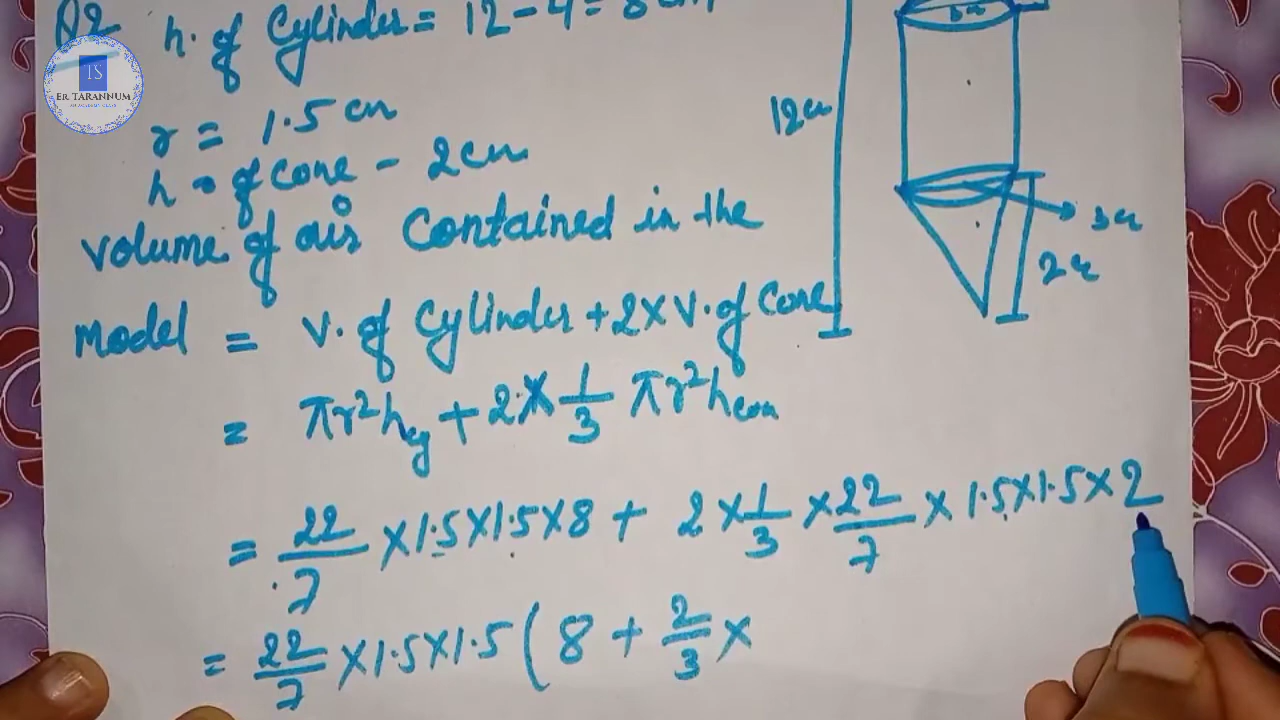 Q2 h. of Cylinder = 12 - 4 = 8 cm
TS
ER TARANNUM
r = 1.5 cm
h of cone - 2 cm
Volume of air Contained in the
Model = V. of Cylinder + 2 × V. of Cone
= πr²h_cy + 2 × 1/3 πr²h_con
= 22/7 × 1.5 × 1.5 × 8 + 2 × 1/3 × 22/7 × 1.5 × 1.5 × 2
= 22/7 × 1.5 × 1.5 ( 8 + 2/3 ×
12cm
3cm
2cm